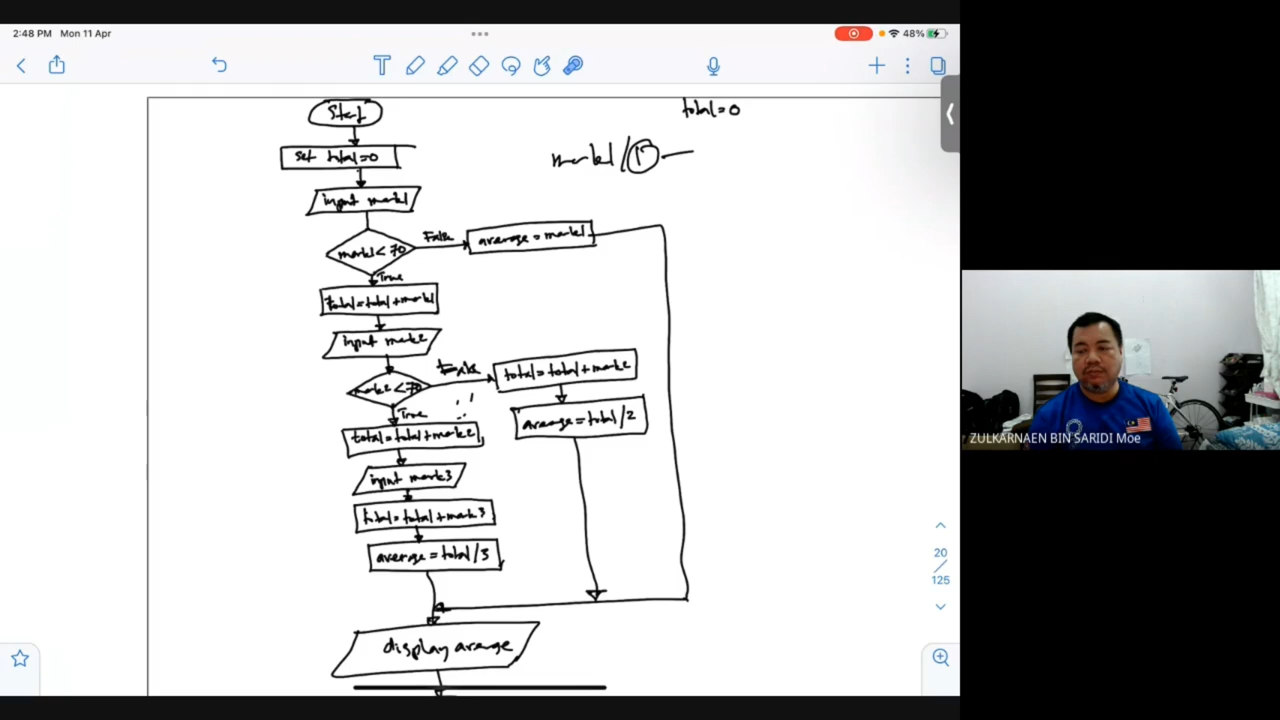 2:48 PM Mon 11 Apr
48%
Start
total=0
set total=0
mark1/
input mark1
mark1<70
False
average=mark1
True
total=total+mark1
input mark2
mark2<70
False
total=total+mark2
True
average=total/2
total=total+mark2
input mark3
total=total+mark3
average=total/3
display average
ZULKARNAEN BIN SARIDI Moe
20
/
125